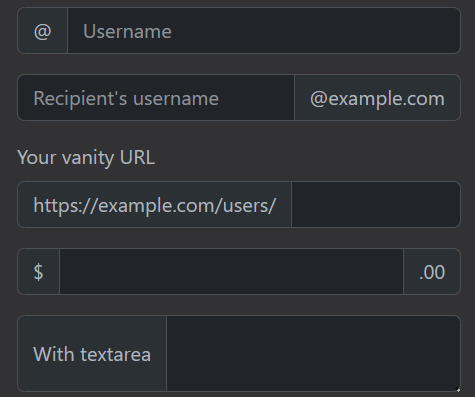 @ Username
Recipient's username @example.com
Your vanity URL
https://example.com/users/
$ .00
With textarea